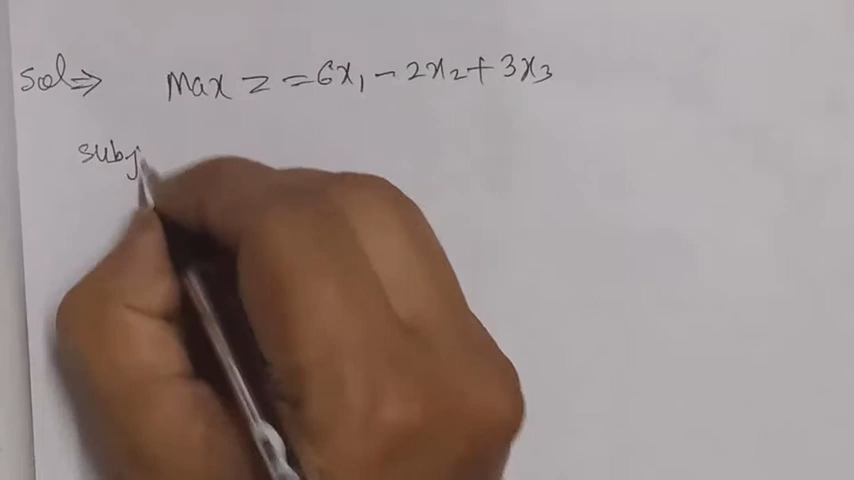 Sol ⇒ Max Z = 6x₁ - 2x₂ + 3x₃
subj